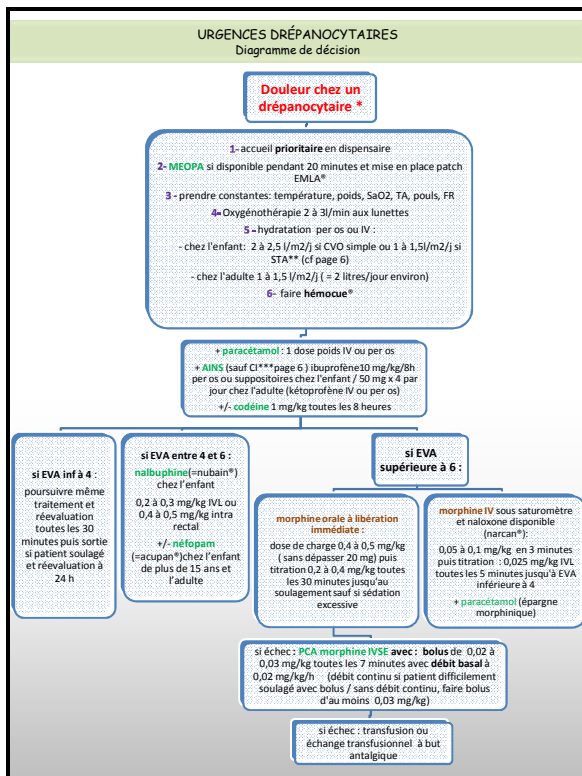 URGENCES DRÉPANOCYTAIRES
Diagramme de décision
Douleur chez un
drépanocytaire *
1- accueil prioritaire en dispensaire
2- MEOPA si disponible pendant 20 minutes et mise en place patch
EMLA®
3 - prendre constantes: température, poids, SaO2, TA, pouls, FR
4- Oxygénothérapie 2 à 3l/min aux lunettes
5 - hydratation per os ou IV :
- chez l'enfant: 2 à 2,5 l/m2/j si CVO simple ou 1 à 1,5l/m2/j si
STA** (cf page 6)
- chez l'adulte 1 à 1,5 l/m2/j ( = 2 litres/jour environ)
6- faire hémocue®
+ paracétamol : 1 dose poids IV ou per os
+ AINS (sauf CI***page 6 ) ibuprofène10 mg/kg/8h
per os ou suppositoires chez l'enfant / 50 mg x 4 par
jour chez l'adulte (kétoprofène IV ou per os)
+/- codéine 1 mg/kg toutes les 8 heures
si EVA inf à 4 :
poursuivre même
traitement et
réevaluation
toutes les 30
minutes puis sortie
si patient soulagé
et réévaluation à
24 h
si EVA entre 4 et 6 :
nalbuphine(=nubain®)
chez l'enfant
0,2 à 0,3 mg/kg IVL ou
0,4 à 0,5 mg/kg intra
rectal
+/- néfopam
(=acupan®)chez l'enfant
de plus de 15 ans et
l'adulte
si EVA
supérieure à 6 :
morphine orale à libération
immédiate :
dose de charge 0,4 à 0,5 mg/kg
( sans dépasser 20 mg) puis
titration 0,2 à 0,4 mg/kg toutes
les 30 minutes jusqu'au
soulagement sauf si sédation
excessive
morphine IV sous saturomètre
et naloxone disponible
(narcan®):
0,05 à 0,1 mg/kg en 3 minutes
puis titration : 0,025 mg/kg IVL
toutes les 5 minutes jusqu'à EVA
inférieure à 4
+ paracétamol (épargne
morphinique)
si échec : PCA morphine IVSE avec : bolus de 0,02 à
0,03 mg/kg toutes les 7 minutes avec débit basal à
0,02 mg/kg/h (débit continu si patient difficilement
soulagé avec bolus / sans débit continu, faire bolus
d'au moins 0,03 mg/kg)
si échec : transfusion ou
échange transfusionnel à but
antalgique